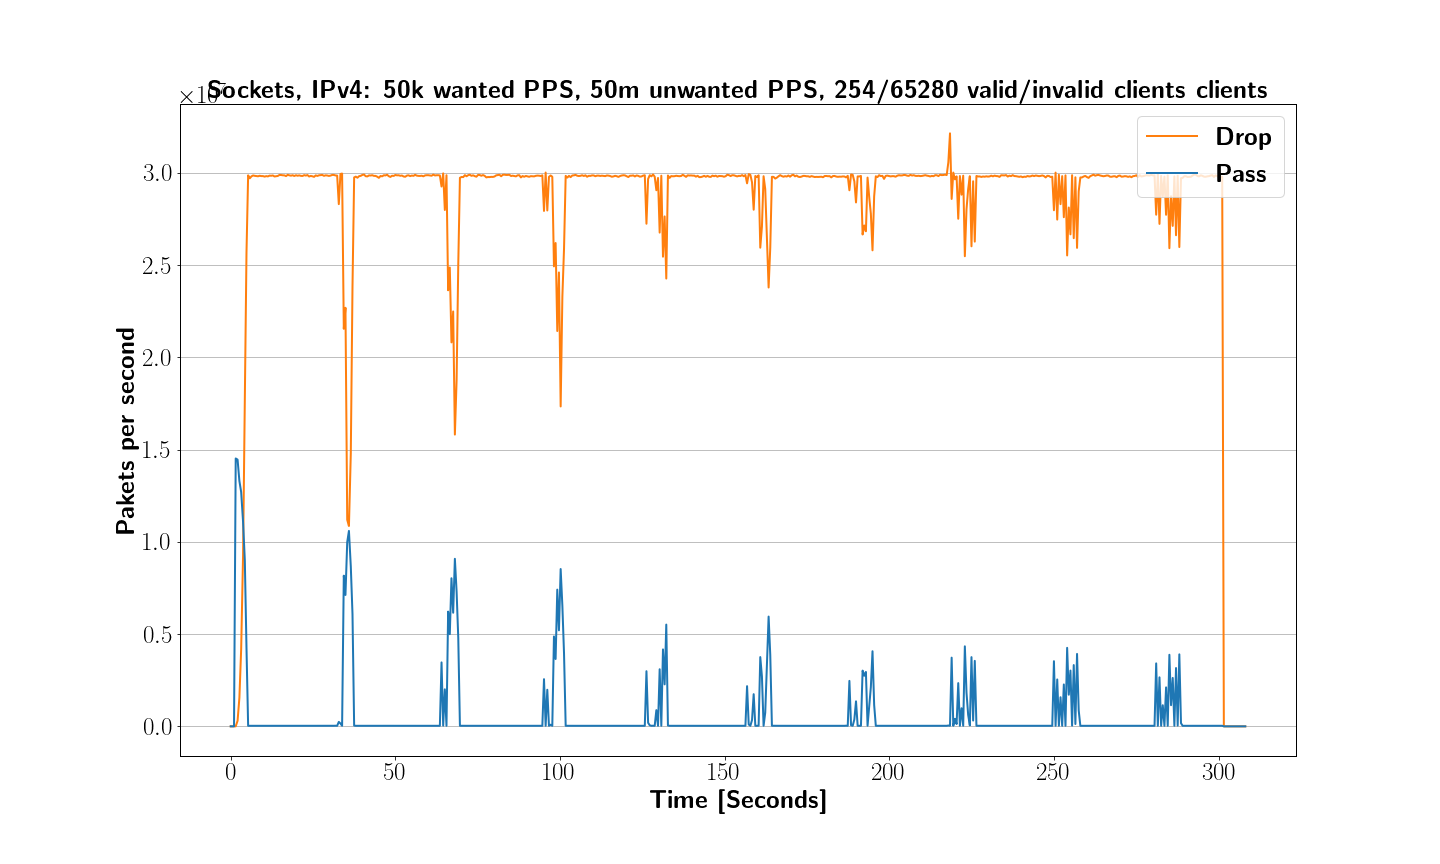 Sockets, IPv4: 50k wanted PPS, 50m unwanted PPS, 254/65280 valid/invalid clients clients
×10
Drop
Pass
3.0
2.5
2.0
1.5
1.0
0.5
0.0
Pakets per second
0 50 100 150 200 250 300
Time [Seconds]